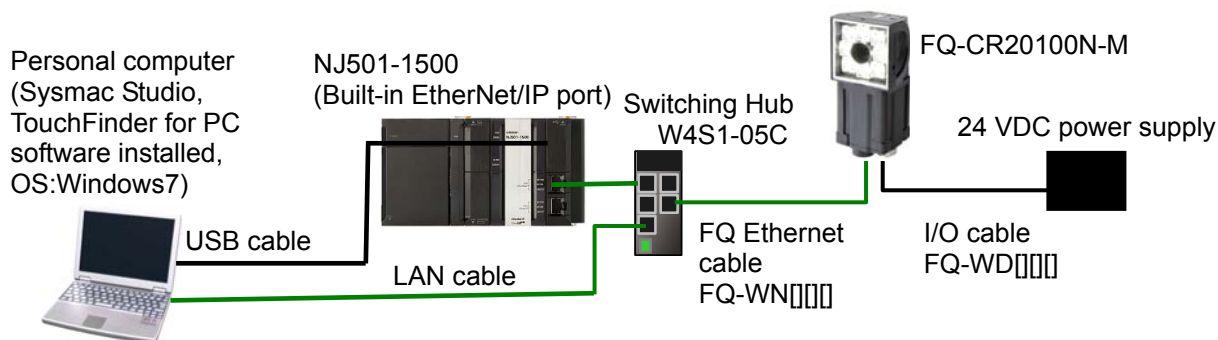 Personal computer
(Sysmac Studio,
TouchFinder for PC
software installed,
OS:Windows7)
NJ501-1500
(Built-in EtherNet/IP port)
Switching Hub
W4S1-05C
FQ-CR20100N-M
24 VDC power supply
USB cable
LAN cable
FQ Ethernet
cable
FQ-WN[][][]
I/O cable
FQ-WD[][][]